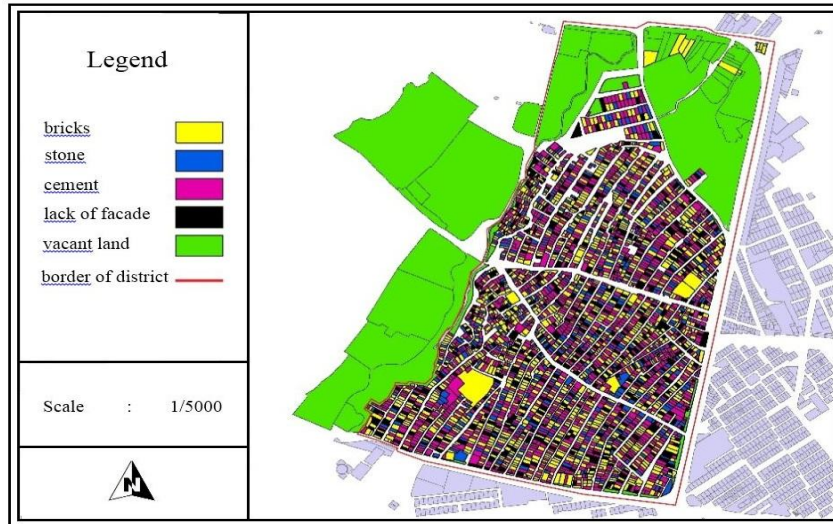 Legend
bricks
stone
cement
lack of facade
vacant land
border of district
Scale : 1/5000
N